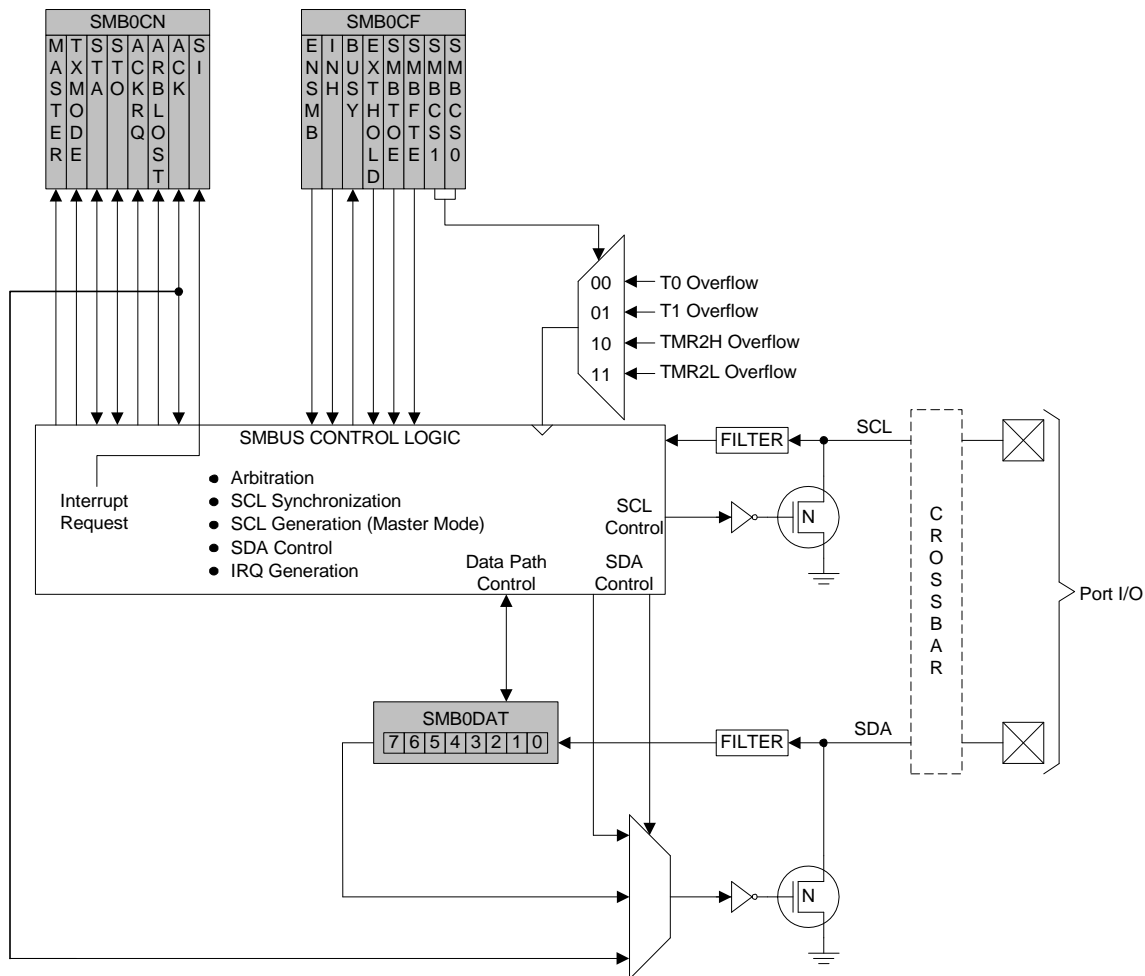 SMB0CN
MASTER
TXMODE
STA
STO
ACKRQ
ARBLOST
ACK
SI
SMB0CF
ENSMB
INH
BUSY
EXTHOLD
SMBTOE
SMBFTE
SMBCS1
SMBCS0
00
T0 Overflow
01
T1 Overflow
10
TMR2H Overflow
11
TMR2L Overflow
SMBUS CONTROL LOGIC
Interrupt
Request
● Arbitration
● SCL Synchronization
● SCL Generation (Master Mode)
● SDA Control
● IRQ Generation
SCL
Control
Data Path
Control
SDA
Control
FILTER
SCL
N
CROSSBAR
Port I/O
SMB0DAT
7 6 5 4 3 2 1 0
FILTER
SDA
N